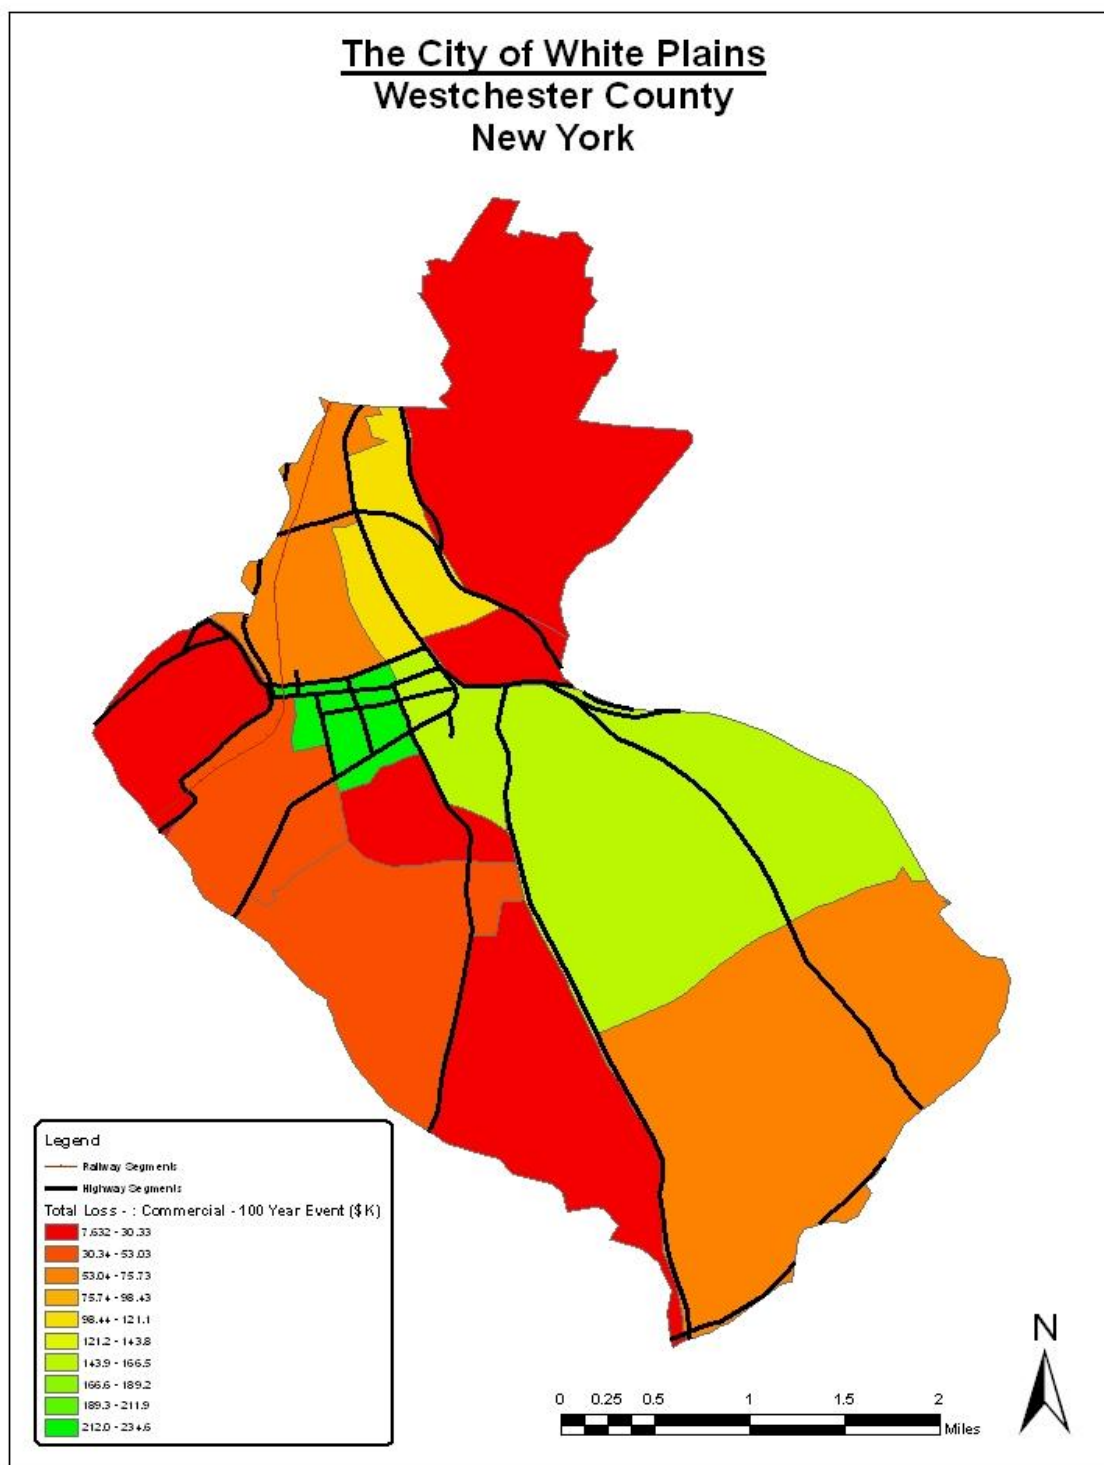 The City of White Plains
Westchester County
New York
Legend
Railway Segments
Highway Segments
Total Loss - : Commercial - 100 Year Event ($K)
7.632 - 30.33
30.34 - 53.03
53.04 - 75.73
75.74 - 98.43
98.44 - 121.1
121.2 - 143.8
143.9 - 166.5
166.6 - 189.2
189.3 - 211.9
212.0 - 234.6
0 0.25 0.5 1 1.5 2
Miles
N